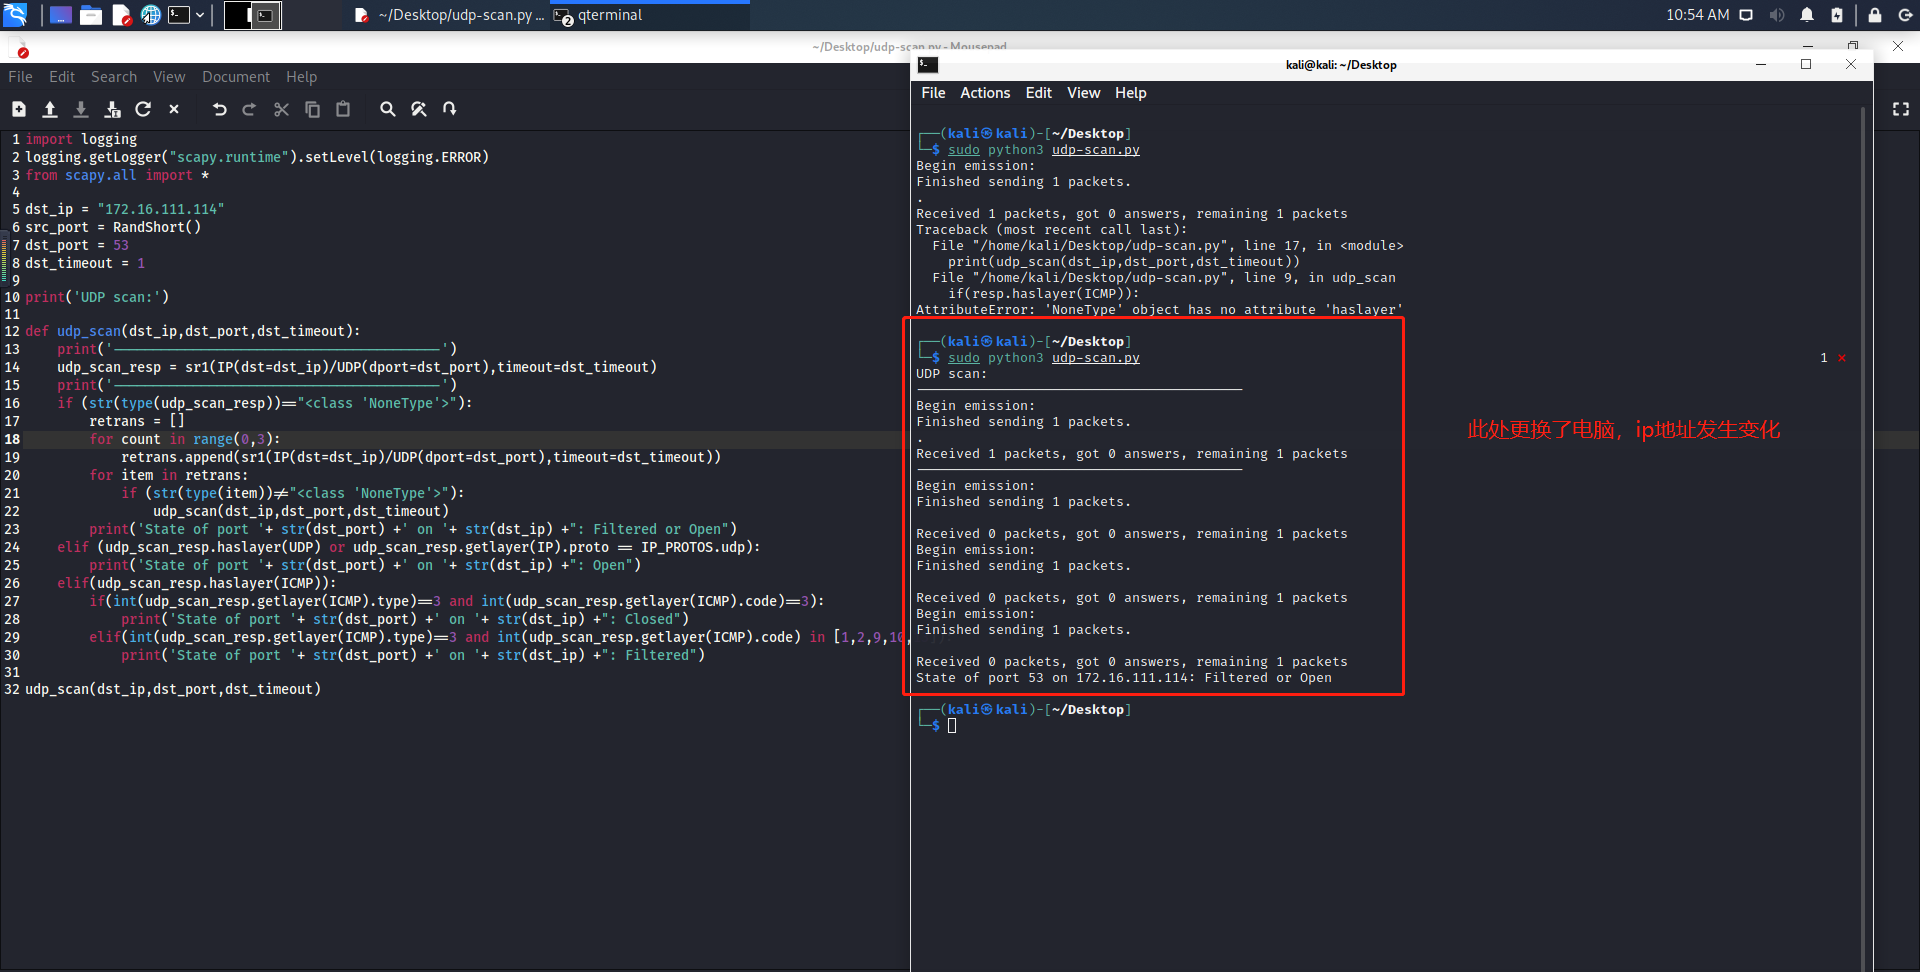 ~/Desktop/udp-scan.py ...
qterminal
10:54 AM
~/Desktop/udp-scan.py - Mousepad
File Edit Search View Document Help
1 import logging
2 logging.getLogger("scapy.runtime").setLevel(logging.ERROR)
3 from scapy.all import *
4
5 dst_ip = "172.16.111.114"
6 src_port = RandShort()
7 dst_port = 53
8 dst_timeout = 1
9
10 print('UDP scan:')
11
12 def udp_scan(dst_ip,dst_port,dst_timeout):
13     print('-----------------------------------------')
14     udp_scan_resp = sr1(IP(dst=dst_ip)/UDP(dport=dst_port),timeout=dst_timeout)
15     print('-----------------------------------------')
16     if (str(type(udp_scan_resp))=="<class 'NoneType'>"):
17         retrans = []
18         for count in range(0,3):
19             retrans.append(sr1(IP(dst=dst_ip)/UDP(dport=dst_port),timeout=dst_timeout))
20         for item in retrans:
21             if (str(type(item))!="<class 'NoneType'>"):
22                 udp_scan(dst_ip,dst_port,dst_timeout)
23         print('State of port '+ str(dst_port) +' on '+ str(dst_ip) +": Filtered or Open")
24     elif (udp_scan_resp.haslayer(UDP) or udp_scan_resp.getlayer(IP).proto == IP_PROTOS.udp):
25         print('State of port '+ str(dst_port) +' on '+ str(dst_ip) +": Open")
26     elif(udp_scan_resp.haslayer(ICMP)):
27         if(int(udp_scan_resp.getlayer(ICMP).type)==3 and int(udp_scan_resp.getlayer(ICMP).code)==3):
28             print('State of port '+ str(dst_port) +' on '+ str(dst_ip) +": Closed")
29         elif(int(udp_scan_resp.getlayer(ICMP).type)==3 and int(udp_scan_resp.getlayer(ICMP).code) in [1,2,9,10,
30             print('State of port '+ str(dst_port) +' on '+ str(dst_ip) +": Filtered")
31
32 udp_scan(dst_ip,dst_port,dst_timeout)
kali@kali: ~/Desktop
File Actions Edit View Help
┌──(kali㉿kali)-[~/Desktop]
└─$ sudo python3 udp-scan.py
Begin emission:
Finished sending 1 packets.
.
Received 1 packets, got 0 answers, remaining 1 packets
Traceback (most recent call last):
  File "/home/kali/Desktop/udp-scan.py", line 17, in <module>
    print(udp_scan(dst_ip,dst_port,dst_timeout))
  File "/home/kali/Desktop/udp-scan.py", line 9, in udp_scan
    if(resp.haslayer(ICMP)):
AttributeError: 'NoneType' object has no attribute 'haslayer'
┌──(kali㉿kali)-[~/Desktop]
└─$ sudo python3 udp-scan.py 1 ⨯
UDP scan:
-----------------------------------------
Begin emission:
Finished sending 1 packets.
.
Received 1 packets, got 0 answers, remaining 1 packets
-----------------------------------------
Begin emission:
Finished sending 1 packets.
Received 0 packets, got 0 answers, remaining 1 packets
Begin emission:
Finished sending 1 packets.
Received 0 packets, got 0 answers, remaining 1 packets
Begin emission:
Finished sending 1 packets.
Received 0 packets, got 0 answers, remaining 1 packets
State of port 53 on 172.16.111.114: Filtered or Open
┌──(kali㉿kali)-[~/Desktop]
└─$
此处更换了电脑，ip地址发生变化